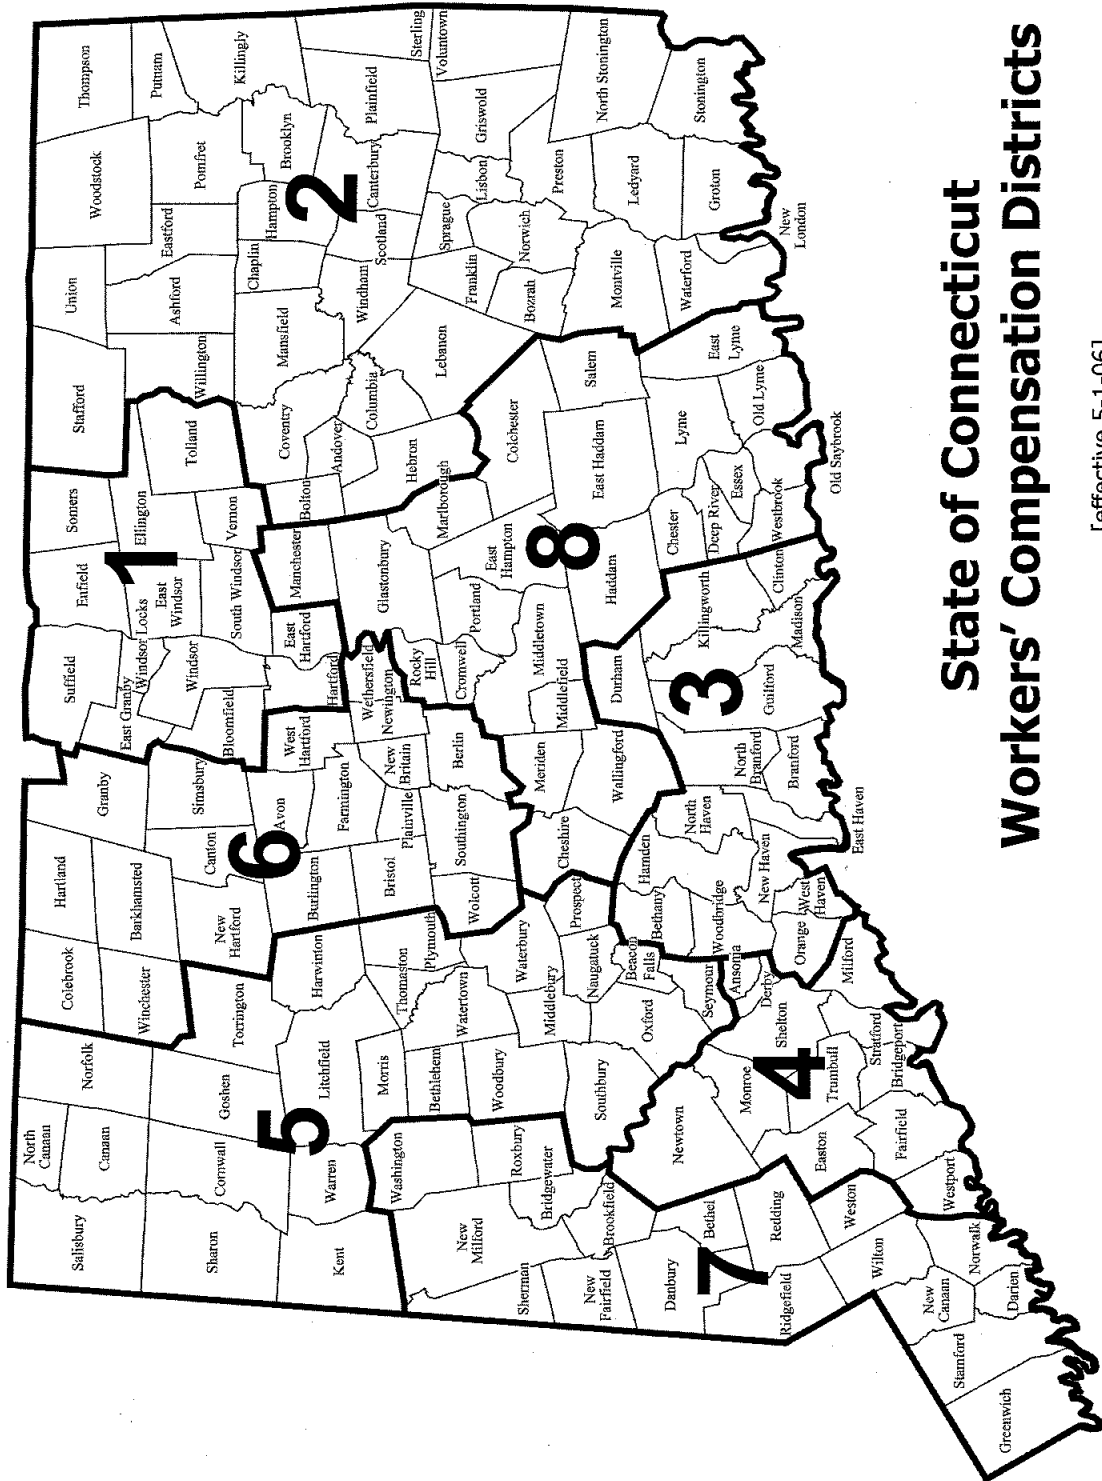 State of Connecticut
Workers' Compensation Districts
[effective 5-1-06]
1
2
3
4
5
6
7
8
North
Canaan
Canaan
Norfolk
Salisbury
Colebrook
Hartland
Winchester
Barkhamsted
Granby
Suffield
Enfield
Somers
Stafford
Union
Woodstock
Thompson
Putnam
Sharon
Cornwall
Goshen
Torrington
New
Hartford
Canton
Simsbury
East Granby
Windsor Locks
Windsor
East
Windsor
Ellington
Tolland
Willington
Ashford
Eastford
Pomfret
Killingly
Bloomfield
South Windsor
Vernon
Kent
Warren
Litchfield
Harwinton
Burlington
Avon
West
Hartford
Hartford
East
Hartford
Manchester
Bolton
Coventry
Mansfield
Chaplin
Hampton
Brooklyn
Washington
Morris
Thomaston
Plymouth
Bristol
Farmington
Plainville
New
Britain
Newington
Wethersfield
Glastonbury
Andover
Columbia
Windham
Scotland
Canterbury
Plainfield
Sterling
Voluntown
New
Milford
Roxbury
Bethlehem
Watertown
Woodbury
Wolcott
Southington
Berlin
Rocky
Hill
Cromwell
Portland
Marlborough
Hebron
Lebanon
Franklin
Sprague
Lisbon
Griswold
Sherman
Bridgewater
Middlebury
Waterbury
Cheshire
Meriden
Middlefield
Middletown
East
Hampton
Colchester
Bozrah
Norwich
Preston
North Stonington
New
Fairfield
Brookfield
Southbury
Oxford
Naugatuck
Prospect
Beacon
Falls
Bethany
Hamden
Wallingford
Durham
Haddam
East Haddam
Salem
Montville
Ledyard
Danbury
Bethel
Newtown
Seymour
Woodbridge
North
Haven
North
Branford
Killingworth
Chester
Deep River
Essex
Lyme
East
Lyme
Waterford
Groton
Stonington
Ridgefield
Redding
Monroe
Shelton
Ansonia
Derby
Orange
New Haven
West
Haven
East Haven
Branford
Guilford
Madison
Clinton
Westbrook
Old Saybrook
Old Lyme
New
London
Wilton
Weston
Easton
Trumbull
Stratford
Milford
Bridgeport
Fairfield
Westport
Norwalk
New
Canaan
Darien
Stamford
Greenwich